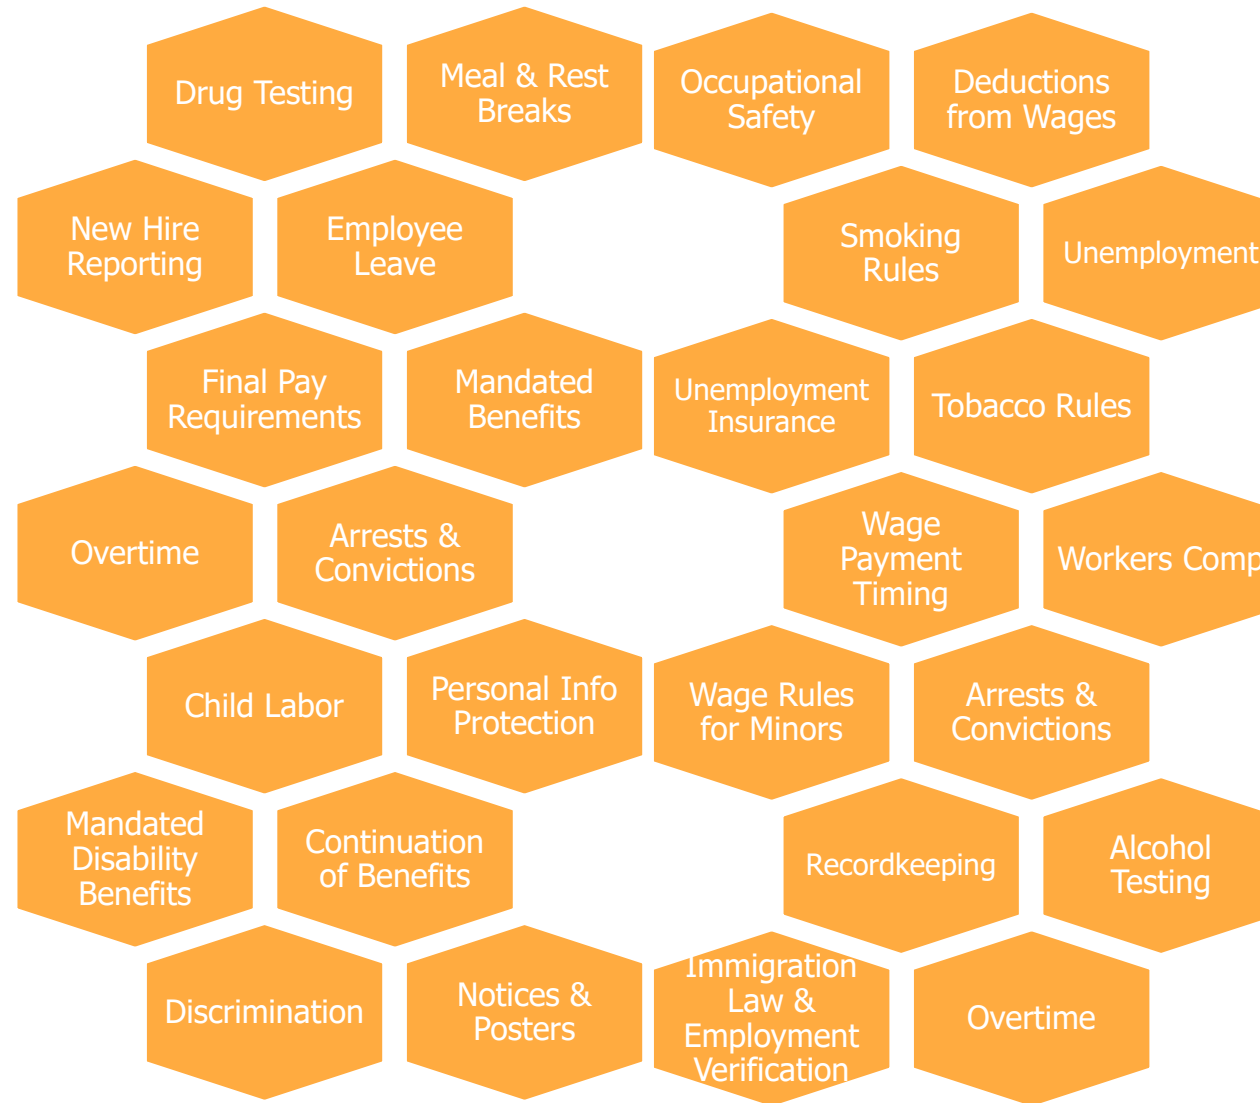 Drug Testing
Meal & Rest
Breaks
Occupational
Safety
Deductions
from Wages
New Hire
Reporting
Employee
Leave
Smoking
Rules
Unemployment
Final Pay
Requirements
Mandated
Benefits
Unemployment
Insurance
Tobacco Rules
Overtime
Arrests &
Convictions
Wage
Payment
Timing
Workers Comp
Child Labor
Personal Info
Protection
Wage Rules
for Minors
Arrests &
Convictions
Mandated
Disability
Benefits
Continuation
of Benefits
Recordkeeping
Alcohol
Testing
Discrimination
Notices &
Posters
Immigration
Law &
Employment
Verification
Overtime